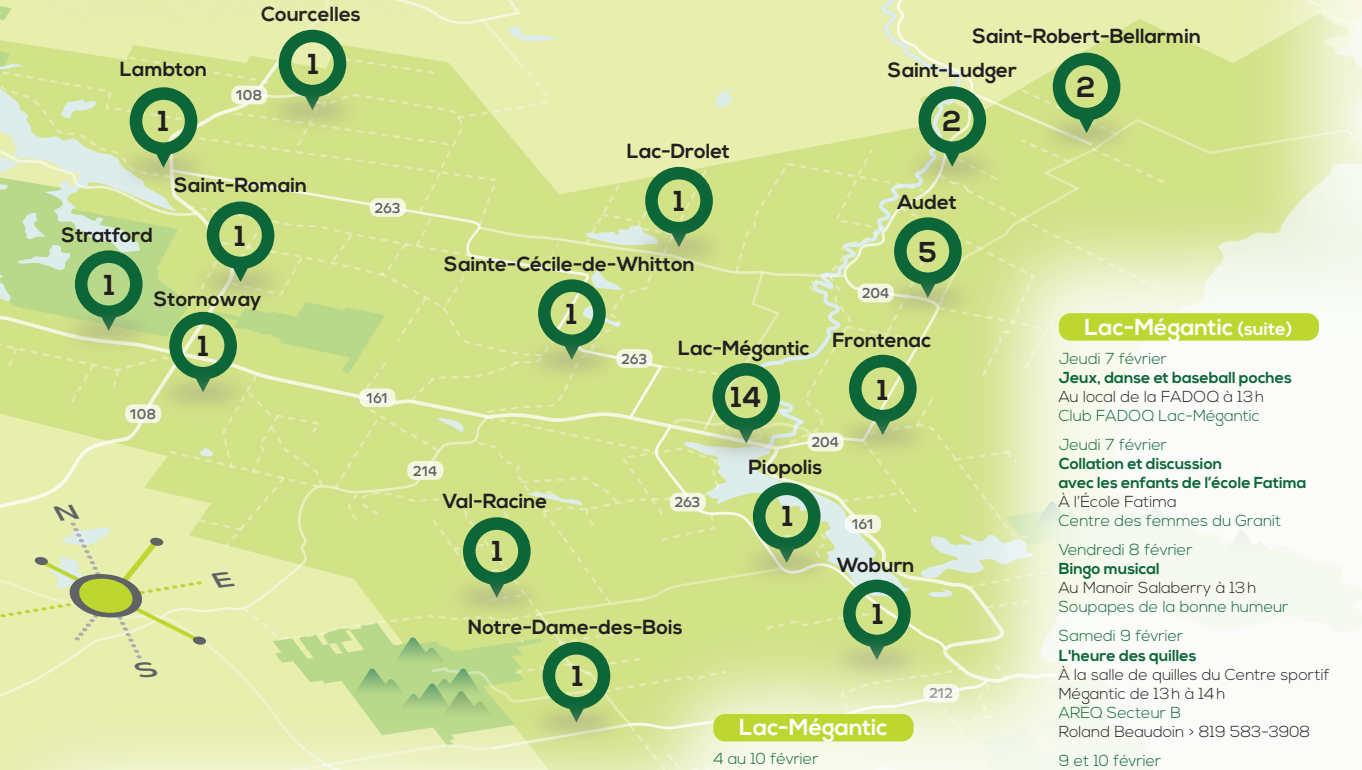 Courcelles
1
Saint-Robert-Bellarmin
2
Lambton
1
108
Saint-Ludger
2
Lac-Drolet
1
Saint-Romain
1
263
Audet
5
Stratford
1
Sainte-Cécile-de-Whitton
1
204
Stornoway
1
263
Lac-Mégantic
14
Frontenac
1
161
108
204
214
Piopolis
1
Val-Racine
1
263
161
Woburn
1
N
E
S
Notre-Dame-des-Bois
1
212
Lac-Mégantic
4 au 10 février
Lac-Mégantic (suite)
Jeudi 7 février
Jeux, danse et baseball poches
Au local de la FADOQ à 13h
Club FADOQ Lac-Mégantic
Jeudi 7 février
Collation et discussion
avec les enfants de l’école Fatima
À l’École Fatima
Centre des femmes du Granit
Vendredi 8 février
Bingo musical
Au Manoir Salaberry à 13h
Soupapes de la bonne humeur
Samedi 9 février
L'heure des quilles
À la salle de quilles du Centre sportif
Mégantic de 13h à 14h
AREQ Secteur B
Roland Beaudoin › 819 583-3908
9 et 10 février